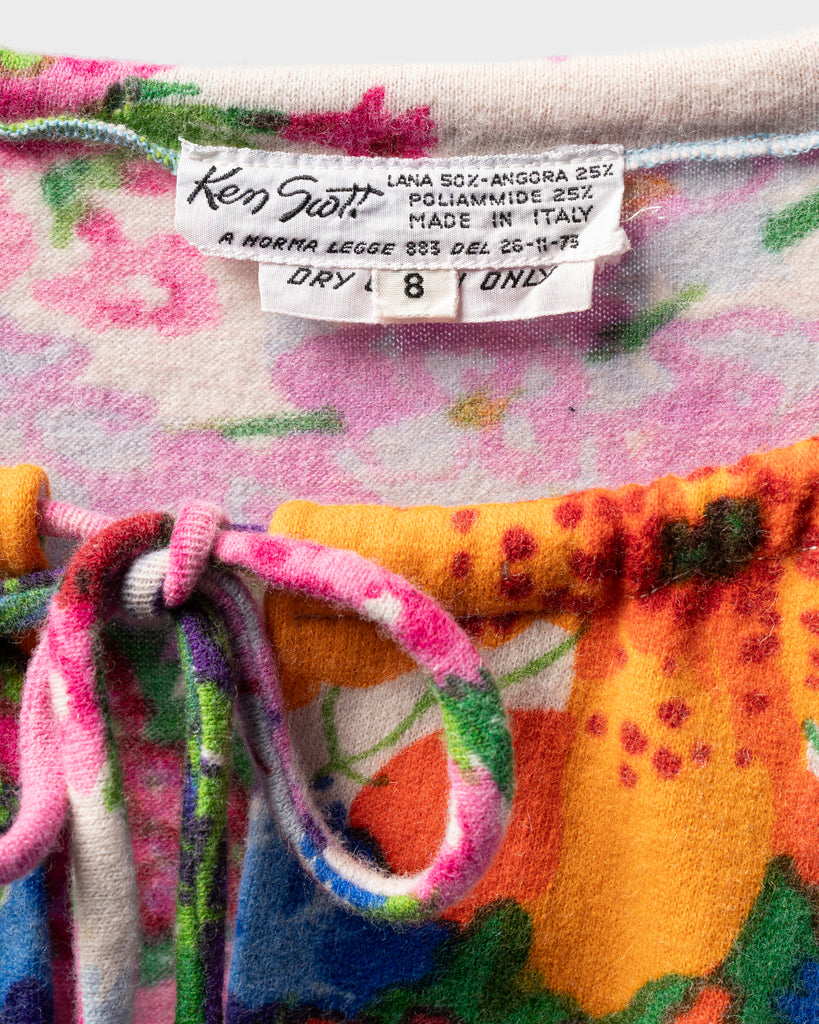 Ken Scott
LANA 50%-ANGORA 25%
POLIAMMIDE 25%
MADE IN ITALY
A NORMA LEGGE 883 DEL 26-11-73
DRY ONLY
8